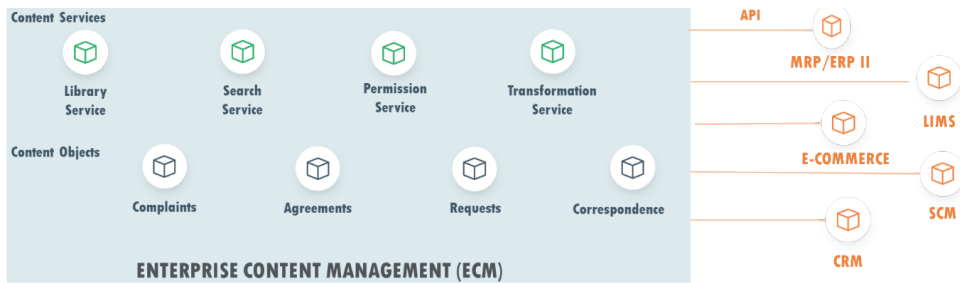 Content Services
Library
Service
Search
Service
Permission
Service
Transformation
Service
Content Objects
Complaints
Agreements
Requests
Correspondence
ENTERPRISE CONTENT MANAGEMENT (ECM)
API
MRP/ERP II
LIMS
E-COMMERCE
SCM
CRM